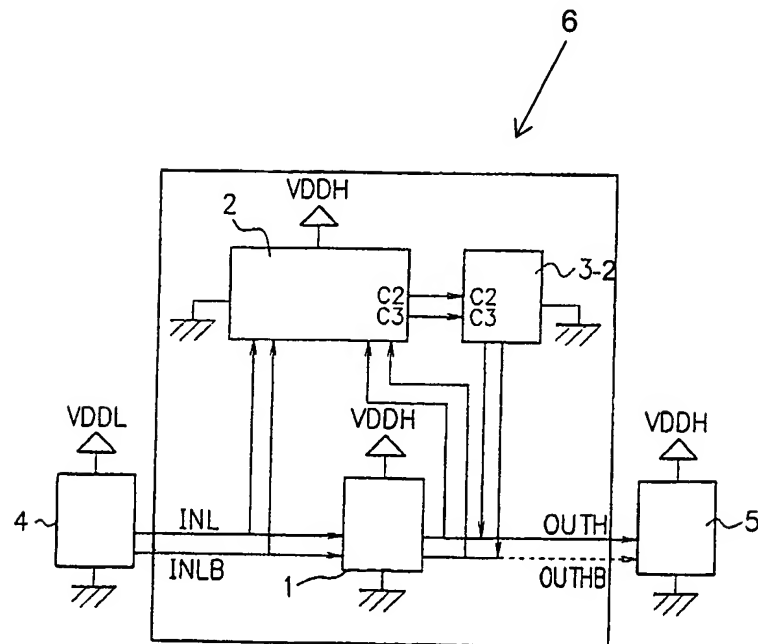 6
VDDH
2
3-2
C2 C2
C3 C3
VDDL
VDDH
VDDH
4
INL
OUTH
5
INLB
1
OUTHB